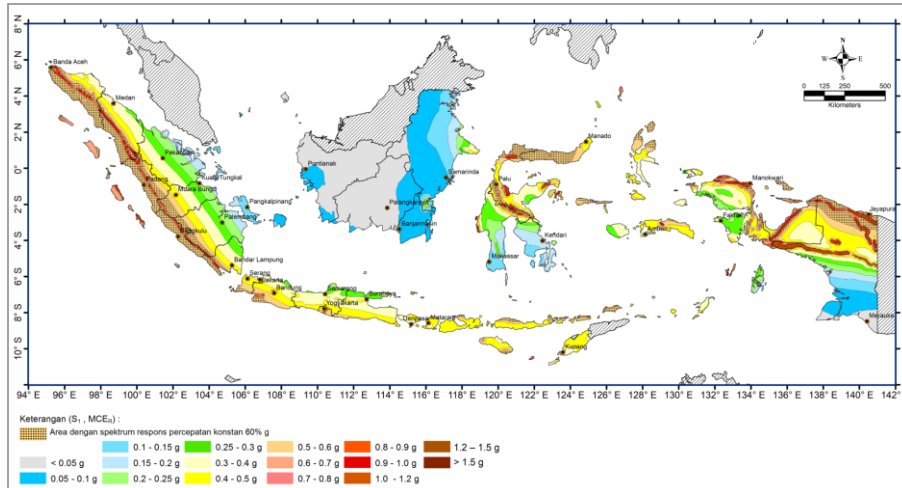 8° N
6° N
4° N
2° N
0°
2° S
4° S
6° S
8° S
10° S
N
W E
S
0 125 250 500
Kilometers
Banda Aceh
Medan
Manado
Pontianak
Samarinda
Palu
Manokwari
Kuala Tungkal
Padang
Muara Bungo
Pangkalpinang
Palangkaraya
Jayapura
Palembang
Bengkulu
Banjarmasin
Ambon
Kendari
Bandar Lampung
Makassar
Serang
Jakarta
Bandung
Semarang
Surabaya
Yogyakarta
Denpasar
Mataram
Merauke
Kupang
94° E 96° E 98° E 100° E 102° E 104° E 106° E 108° E 110° E 112° E 114° E 116° E 118° E 120° E 122° E 124° E 126° E 128° E 130° E 132° E 134° E 136° E 138° E 140° E 142° E
Keterangan (S₁ , MCE_R) :
Area dengan spektrum respons percepatan konstan 60% g
0.1 - 0.15 g 0.25 - 0.3 g 0.5 - 0.6 g 0.8 - 0.9 g 1.2 – 1.5 g
< 0.05 g 0.15 - 0.2 g 0.3 - 0.4 g 0.6 - 0.7 g 0.9 - 1.0 g > 1.5 g
0.05 - 0.1 g 0.2 - 0.25 g 0.4 - 0.5 g 0.7 - 0.8 g 1.0 - 1.2 g